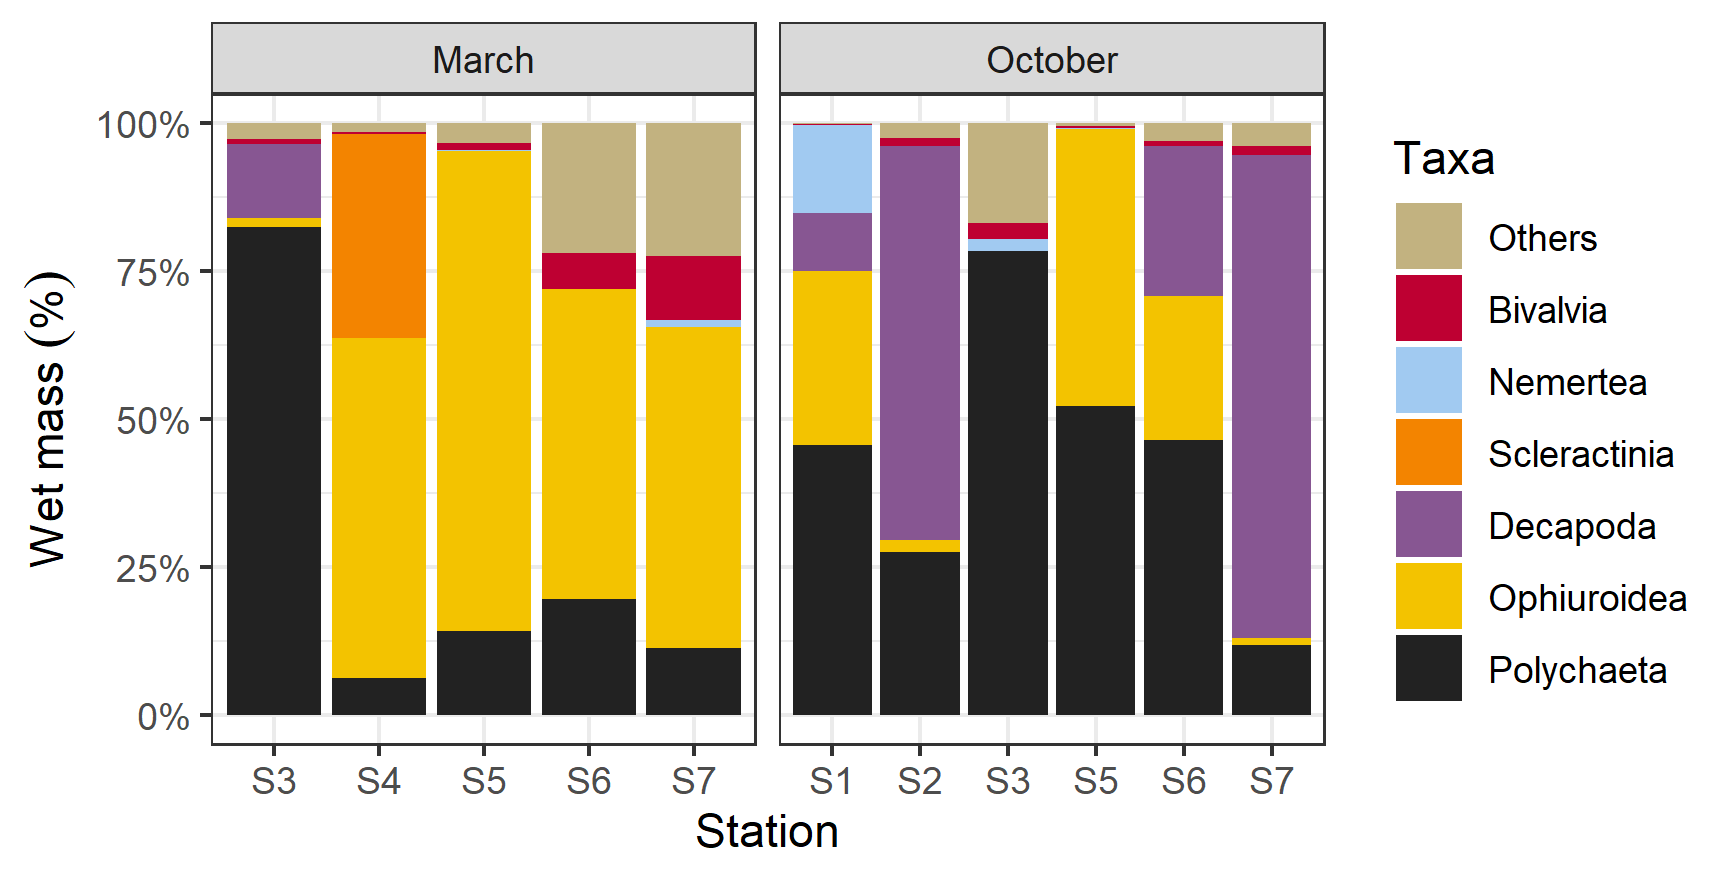 March
October
100%
75%
50%
25%
0%
Wet mass (%)
S3 S4 S5 S6 S7
S1 S2 S3 S5 S6 S7
Station
Taxa
Others
Bivalvia
Nemertea
Scleractinia
Decapoda
Ophiuroidea
Polychaeta